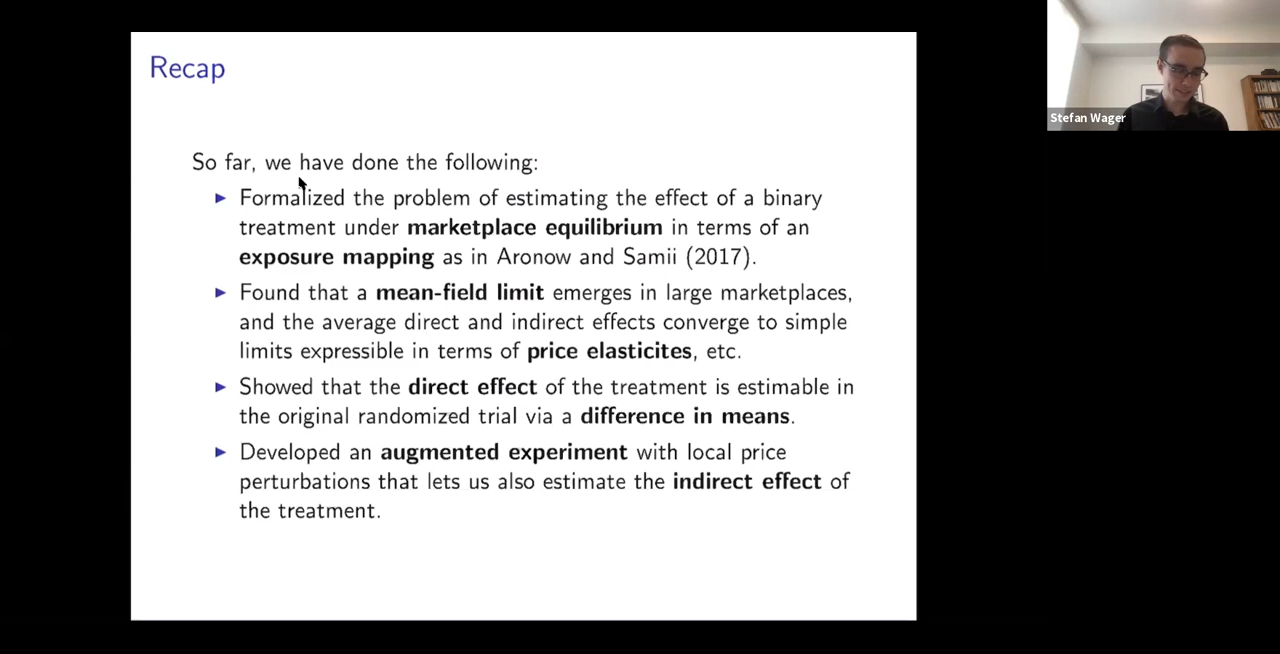 Recap
So far, we have done the following:
► Formalized the problem of estimating the effect of a binary
treatment under marketplace equilibrium in terms of an
exposure mapping as in Aronow and Samii (2017).
► Found that a mean-field limit emerges in large marketplaces,
and the average direct and indirect effects converge to simple
limits expressible in terms of price elasticites, etc.
► Showed that the direct effect of the treatment is estimable in
the original randomized trial via a difference in means.
► Developed an augmented experiment with local price
perturbations that lets us also estimate the indirect effect of
the treatment.
Stefan Wager